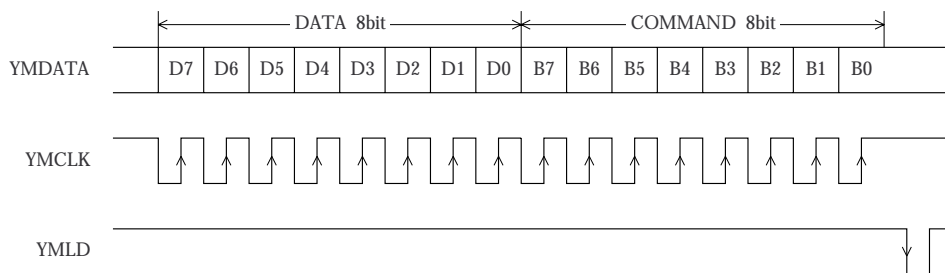 DATA 8bit COMMAND 8bit
YMDATA D7 D6 D5 D4 D3 D2 D1 D0 B7 B6 B5 B4 B3 B2 B1 B0
YMCLK
YMLD